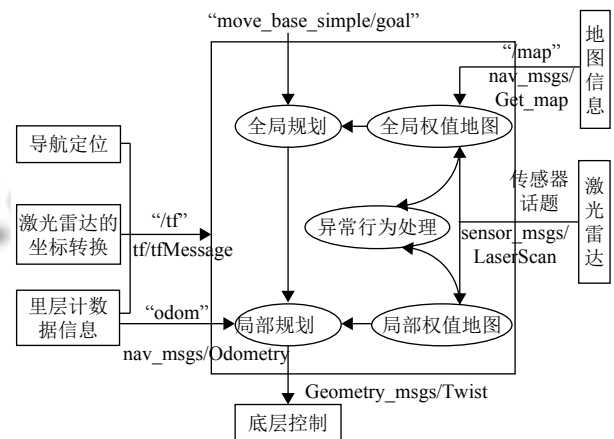 “move_base_simple/goal”
“/map”
nav_msgs/
Get_map
地图信息
全局规划
全局权值地图
导航定位
激光雷达的
坐标转换
“/tf”
tf/tfMessage
异常行为处理
传感器
话题
sensor_msgs/
LaserScan
激光雷达
里层计数
据信息
“odom”
nav_msgs/Odometry
局部规划
局部权值地图
Geometry_msgs/Twist
底层控制